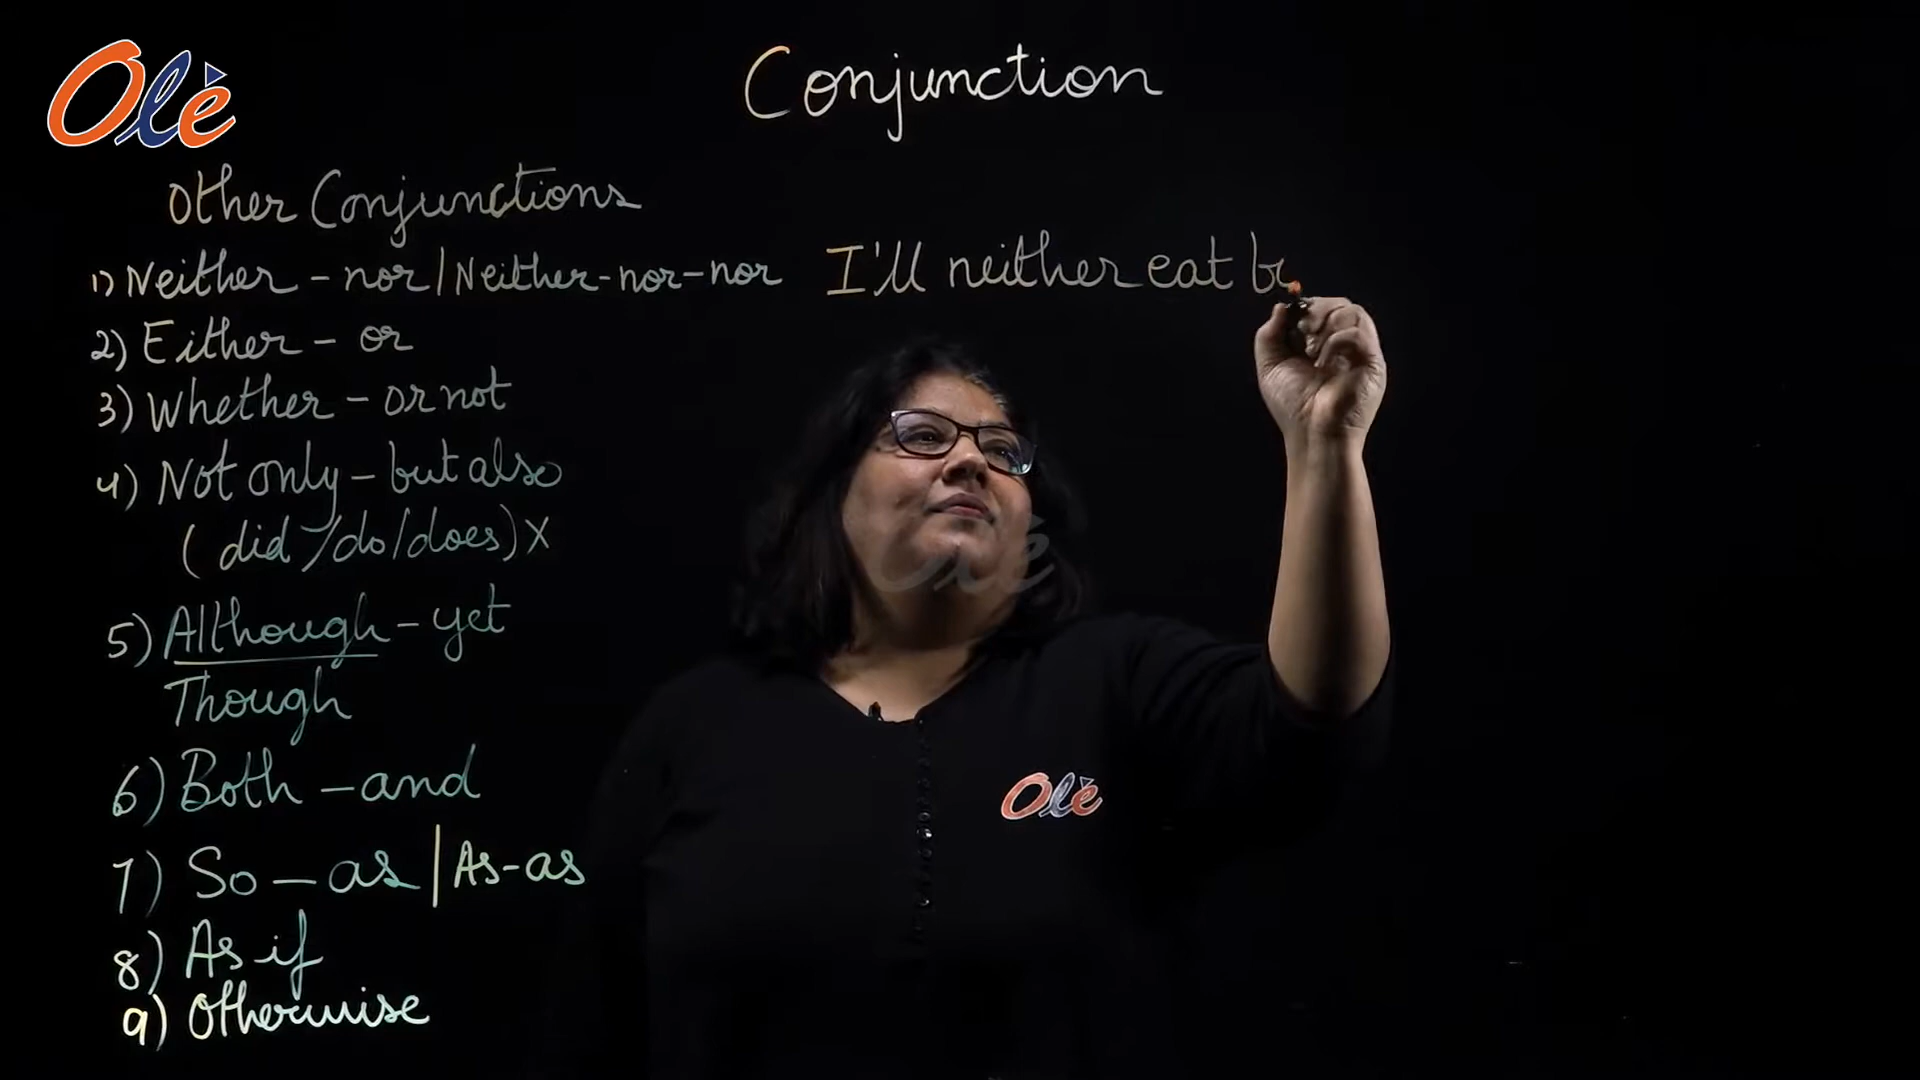 Olè
Conjunction
Other Conjunctions
1) Neither - nor | Neither-nor-nor
I'll neither eat bu
2) Either - or
3) Whether - or not
4) Not only - but also
(did/do/does) X
5) Although - yet
Though
6) Both - and
7) So - as | As-as
8) As if
9) Otherwise
Olè
Olè